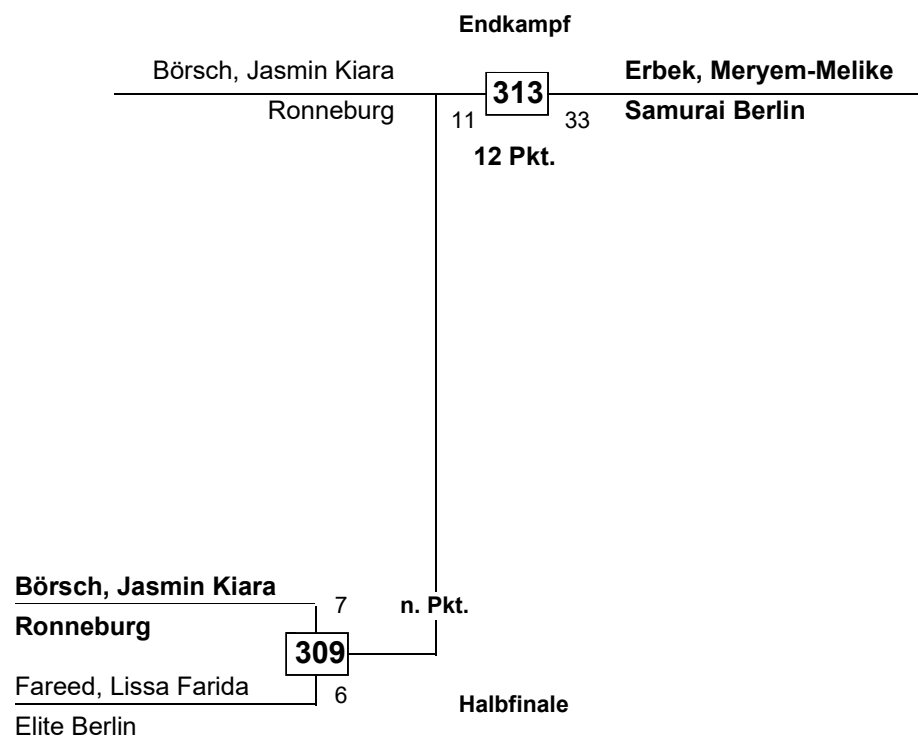 Endkampf
Börsch, Jasmin Kiara
Ronneburg
313
11
33
12 Pkt.
Erbek, Meryem-Melike
Samurai Berlin
Börsch, Jasmin Kiara
Ronneburg
7
n. Pkt.
309
Fareed, Lissa Farida
Elite Berlin
6
Halbfinale